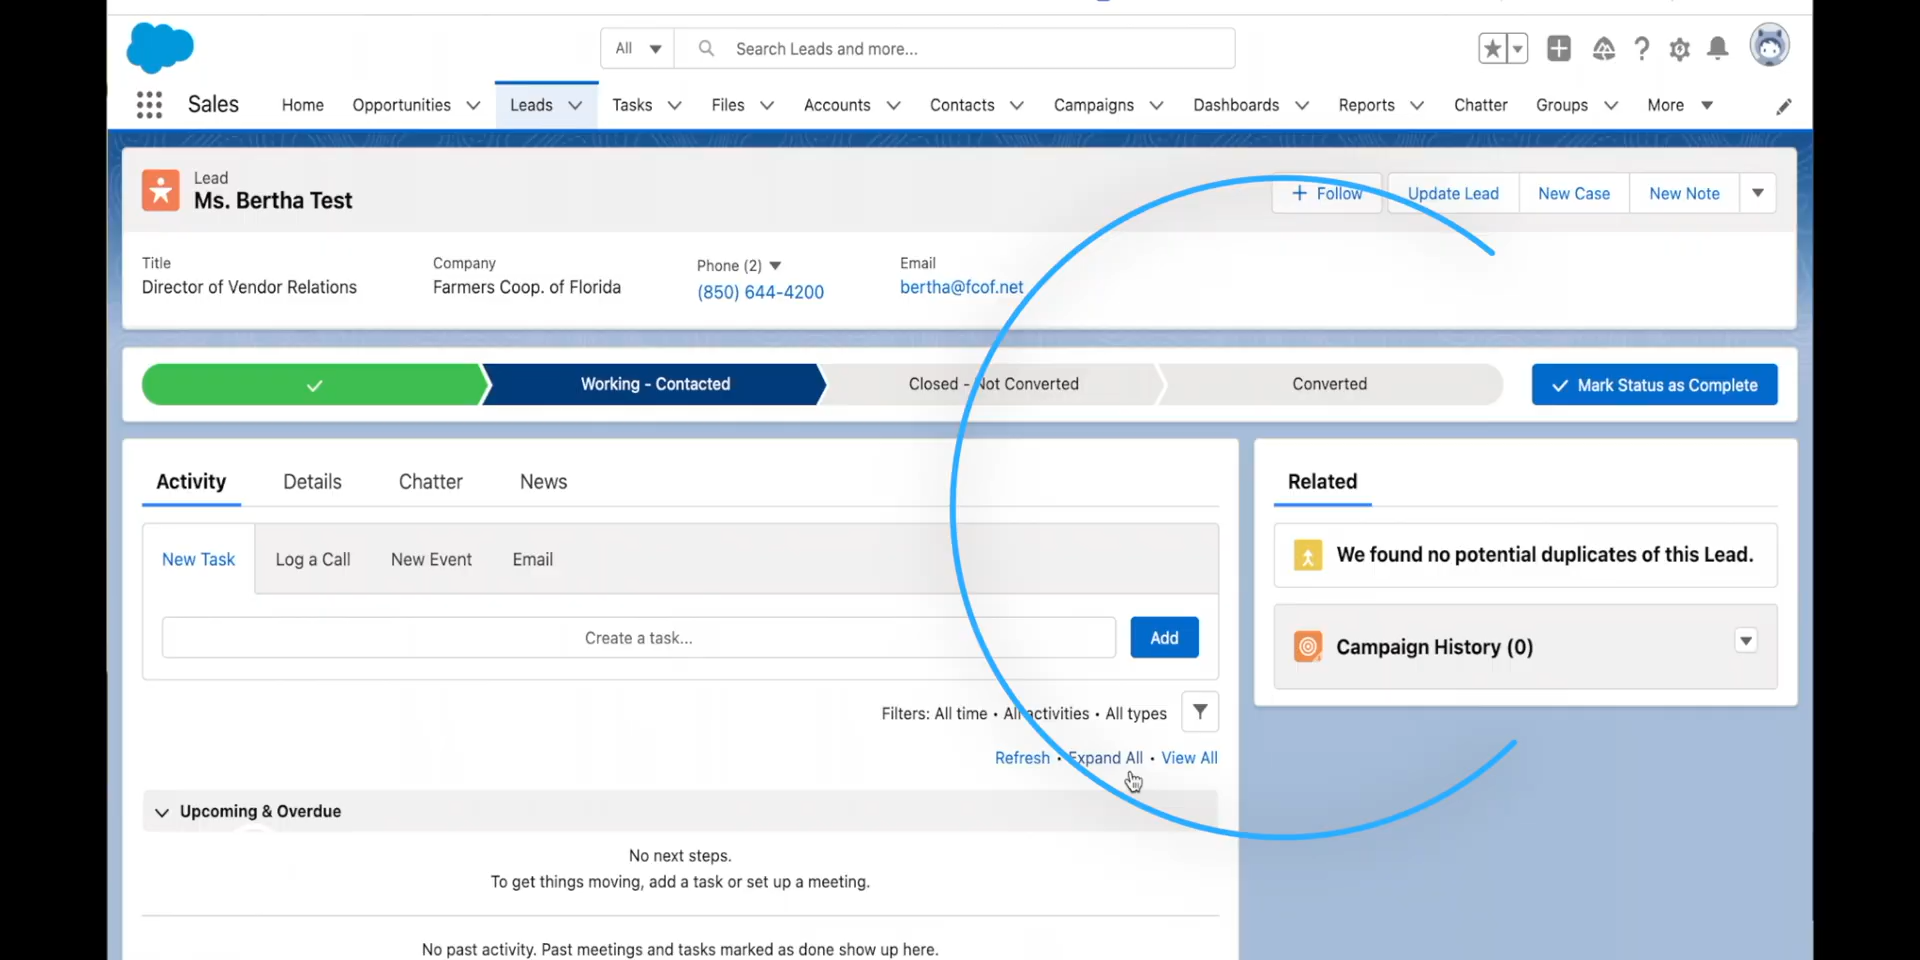 All
Search Leads and more...
Sales
Home
Opportunities
Leads
Tasks
Files
Accounts
Contacts
Campaigns
Dashboards
Reports
Chatter
Groups
More
Lead
Ms. Bertha Test
+ Follow
Update Lead
New Case
New Note
Title
Director of Vendor Relations
Company
Farmers Coop. of Florida
Phone (2)
(850) 644-4200
Email
bertha@fcof.net
Working - Contacted
Closed - Not Converted
Converted
Mark Status as Complete
Activity
Details
Chatter
News
New Task
Log a Call
New Event
Email
Create a task...
Add
Filters: All time • All activities • All types
Refresh • Expand All • View All
Upcoming & Overdue
No next steps.
To get things moving, add a task or set up a meeting.
No past activity. Past meetings and tasks marked as done show up here.
Related
We found no potential duplicates of this Lead.
Campaign History (0)